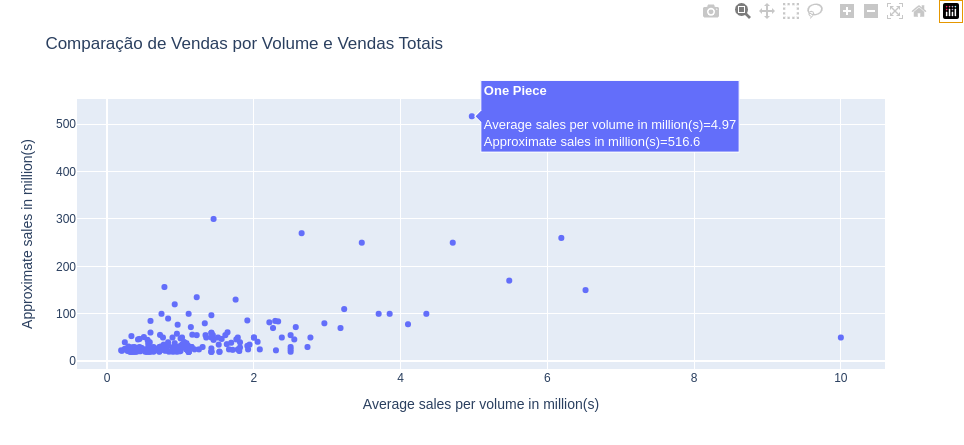 Comparação de Vendas por Volume e Vendas Totais
One Piece
Average sales per volume in million(s)=4.97
Approximate sales in million(s)=516.6
Approximate sales in million(s)
500
400
300
200
100
0
0 2 4 6 8 10
Average sales per volume in million(s)